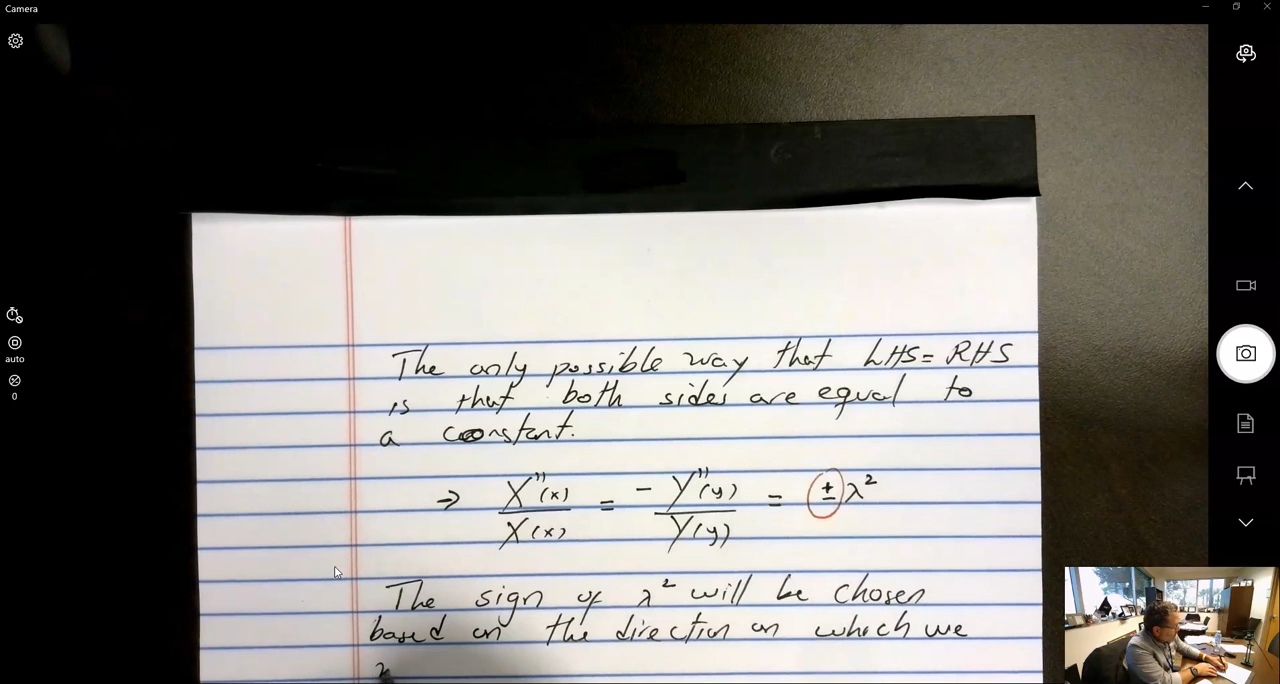 Camera
auto
0
The only possible way that LHS = RHS
is that both sides are equal to
a constant.
⇒ X''(x)/X(x) = - Y''(y)/Y(y) = ± λ²
The sign of λ² will be chosen
based on the direction on which we